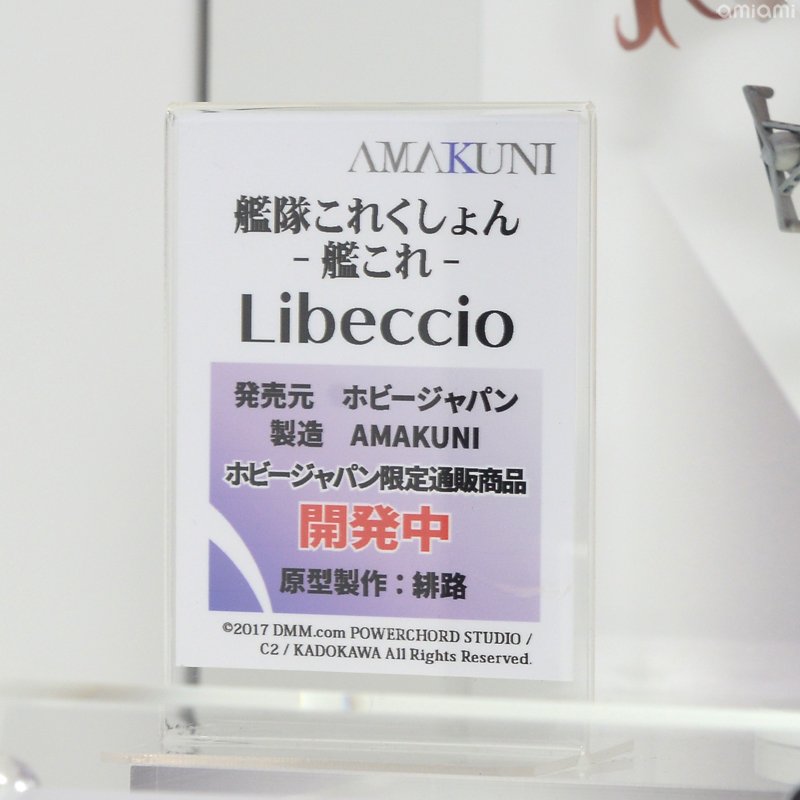 amiami
AMAKUNI
艦隊これくしょん
- 艦これ -
Libeccio
発売元　ホビージャパン
製造　AMAKUNI
ホビージャパン限定通販商品
開発中
原型製作：緋路
©2017 DMM.com POWERCHORD STUDIO /
C2 / KADOKAWA All Rights Reserved.